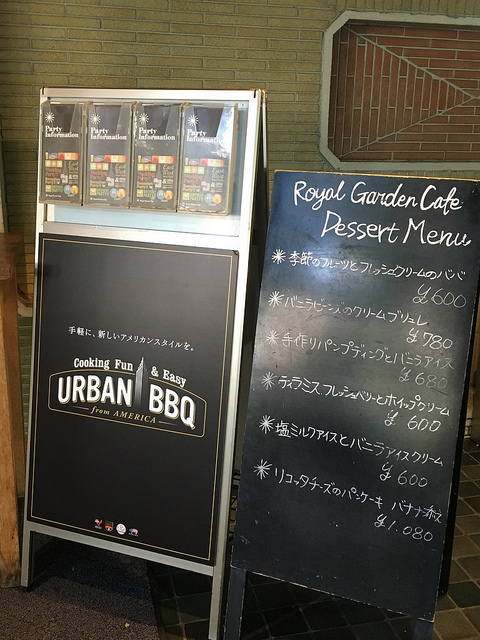 Party
Information
Party
Information
Party
Information
Party
Information
手軽に、新しいアメリカンスタイルを。
Cooking Fun & Easy
URBAN BBQ
from AMERICA
Royal Garden Cafe
Dessert Menu
季節のフルーツとフレッシュクリームのババ
¥600
バニラビーンズのクリームブリュレ
¥780
手作りパンプディングとバニラアイス
¥680
ティラミス フレッシュベリーとホイップクリーム
¥600
塩ミルクアイスとバニラアイスクリーム
¥600
リコッタチーズのパンケーキ バナナ添え
¥1.080